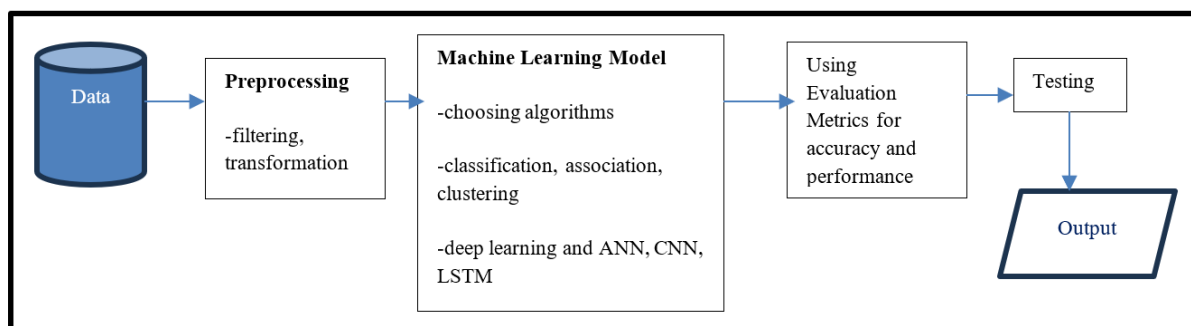 Data
Preprocessing
-filtering,
transformation
Machine Learning Model
-choosing algorithms
-classification, association,
clustering
-deep learning and ANN, CNN,
LSTM
Using
Evaluation
Metrics for
accuracy and
performance
Testing
Output